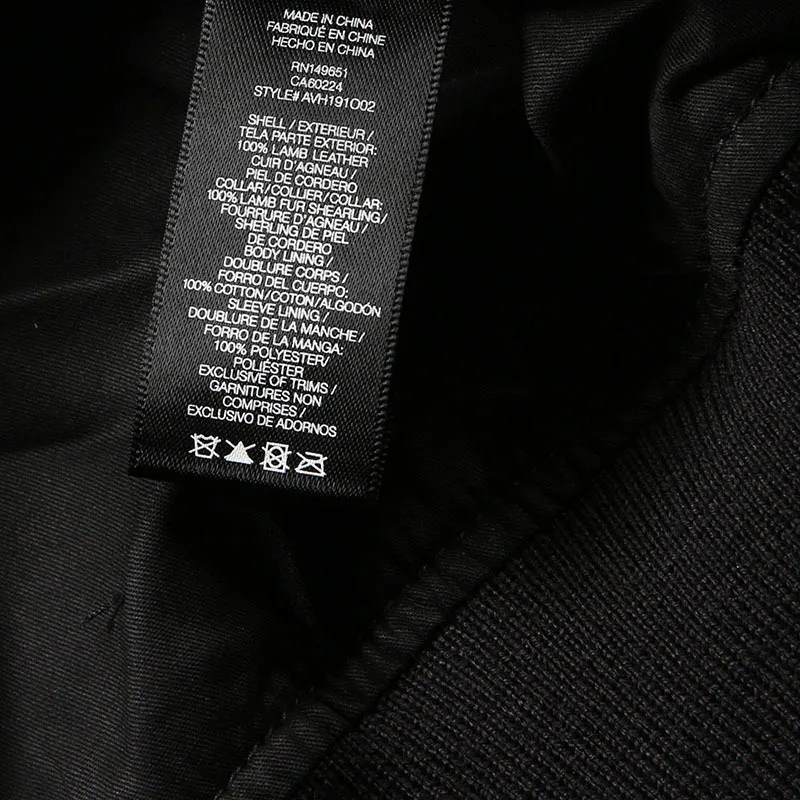 MADE IN CHINA
FABRIQUÉ EN CHINE
HECHO EN CHINA
RN149651
CA60224
STYLE# AVH191O02
SHELL / EXTERIEUR /
TELA PARTE EXTERIOR:
100% LAMB LEATHER
CUIR D'AGNEAU /
PIEL DE CORDERO
COLLAR/COLLIER/COLLAR:
100% LAMB FUR SHEARLING/
FOURRURE D'AGNEAU/
SHERLING DE PIEL
DE CORDERO
BODY LINING /
DOUBLURE CORPS /
FORRO DEL CUERPO:
100% COTTON/COTON/ALGODÓN
SLEEVE LINING /
DOUBLURE DE LA MANCHE/
FORRO DE LA MANGA:
100% POLYESTER/
POLIÉSTER
EXCLUSIVE OF TRIMS /
GARNITURES NON
COMPRISES /
EXCLUSIVO DE ADORNOS